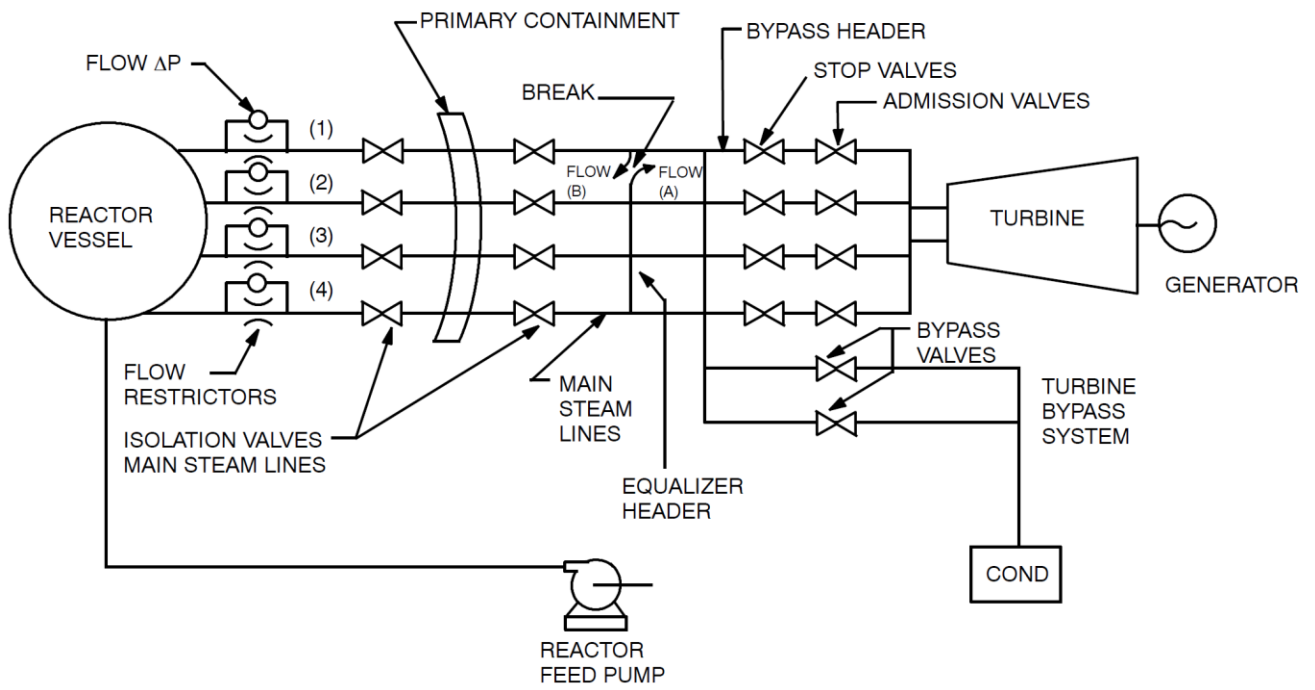 PRIMARY CONTAINMENT
BYPASS HEADER
FLOW ΔP
STOP VALVES
BREAK
ADMISSION VALVES
(1)
FLOW
(B)
FLOW
(A)
(2)
REACTOR
VESSEL
TURBINE
(3)
GENERATOR
(4)
FLOW
RESTRICTORS
BYPASS
VALVES
MAIN
STEAM
LINES
TURBINE
BYPASS
SYSTEM
ISOLATION VALVES
MAIN STEAM LINES
EQUALIZER
HEADER
COND
REACTOR
FEED PUMP